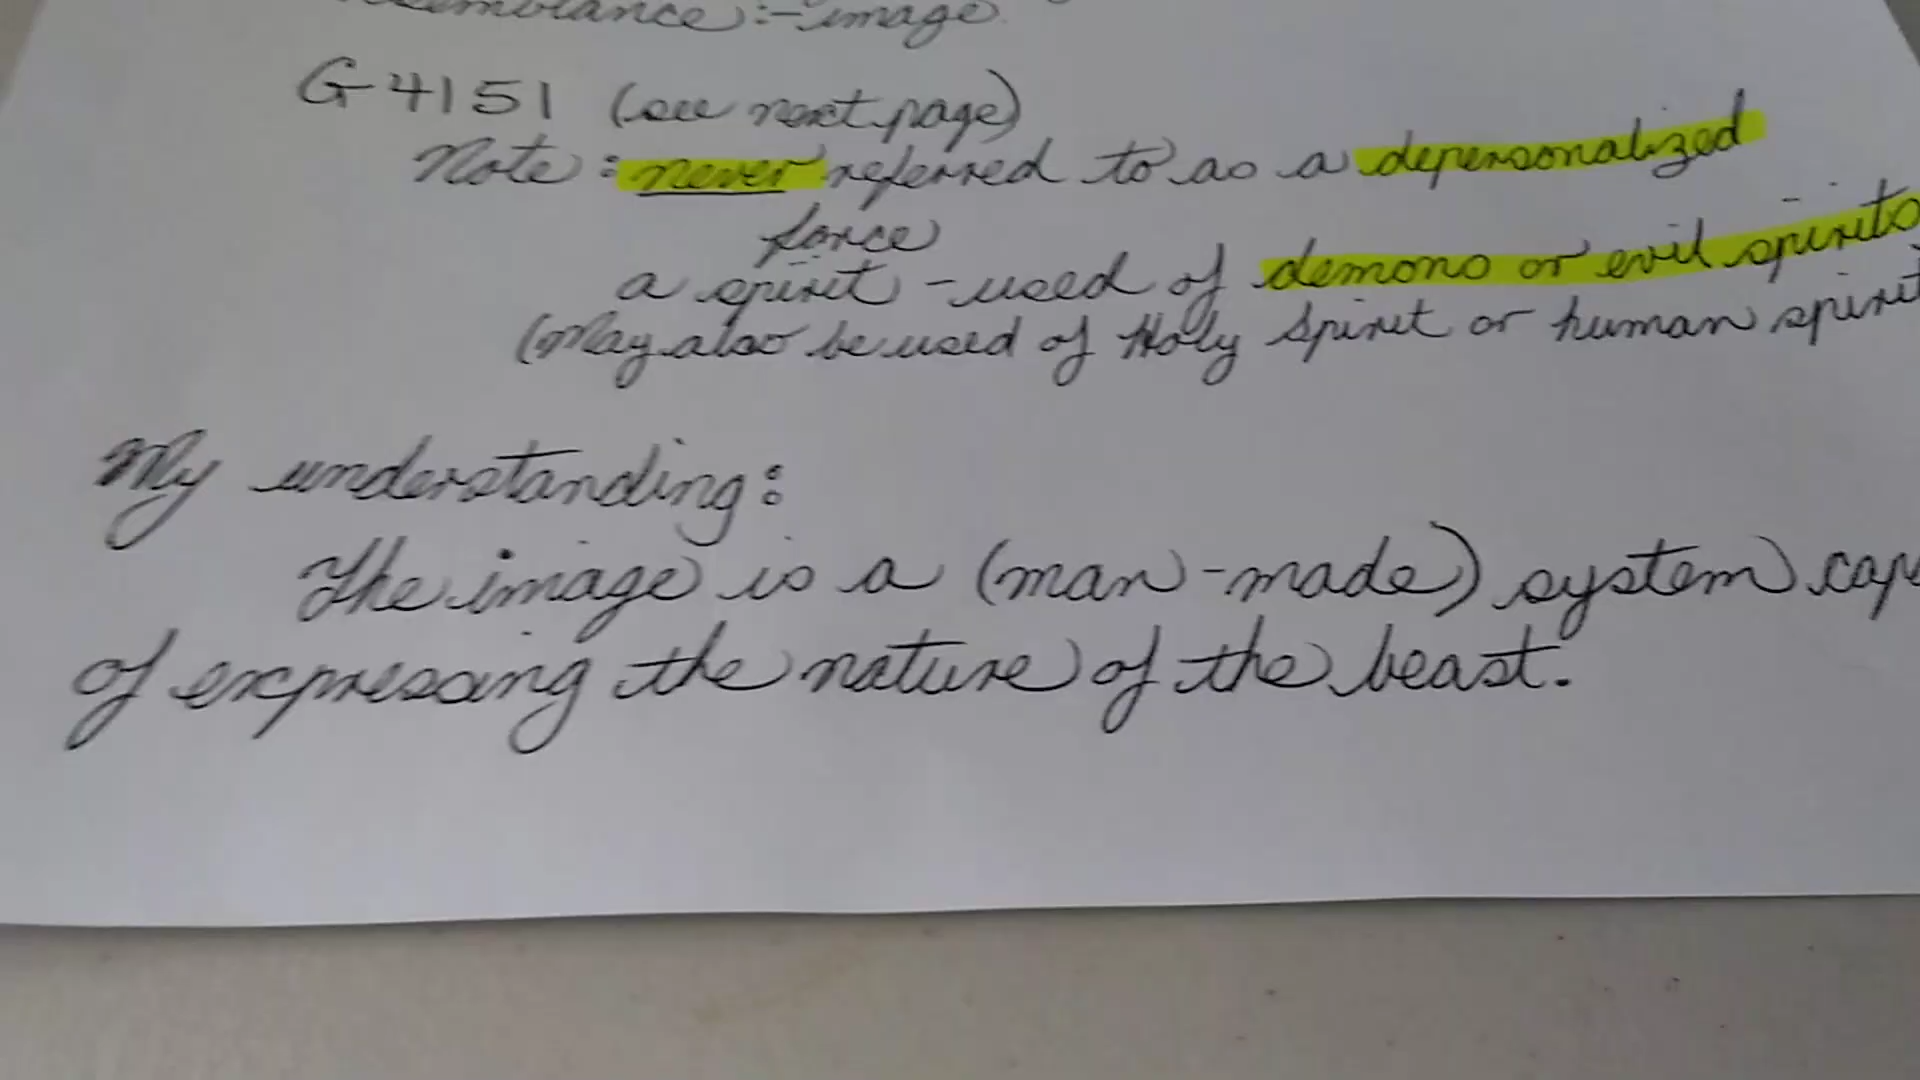 :- image
G4151 (see next page)
Note: never referred to as a depersonalized
force
a spirit - used of demons or evil spirits
(May also be used of Holy Spirit or human spirit
My understanding:
The image is a (man-made) system
of expressing the nature of the beast.